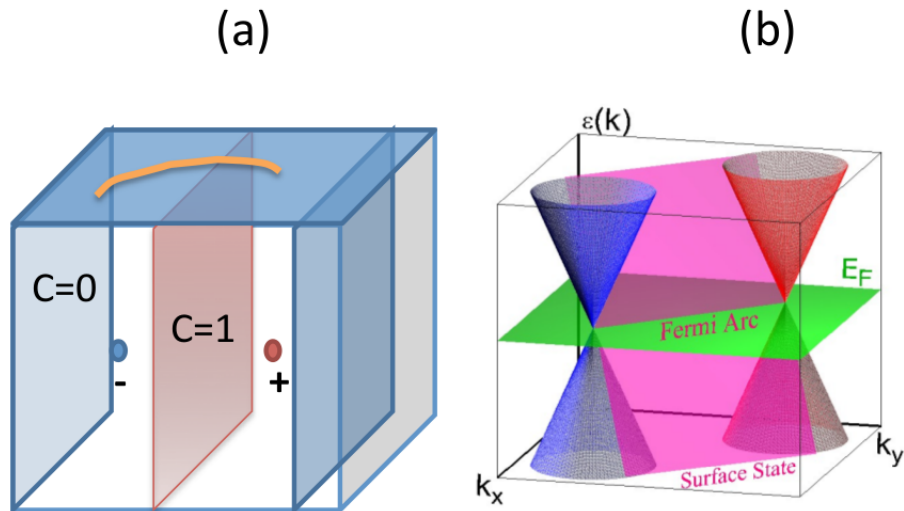 (a)
(b)
ε(k)
C=0
C=1
-
+
E_F
Fermi Arc
Surface State
k_x
k_y